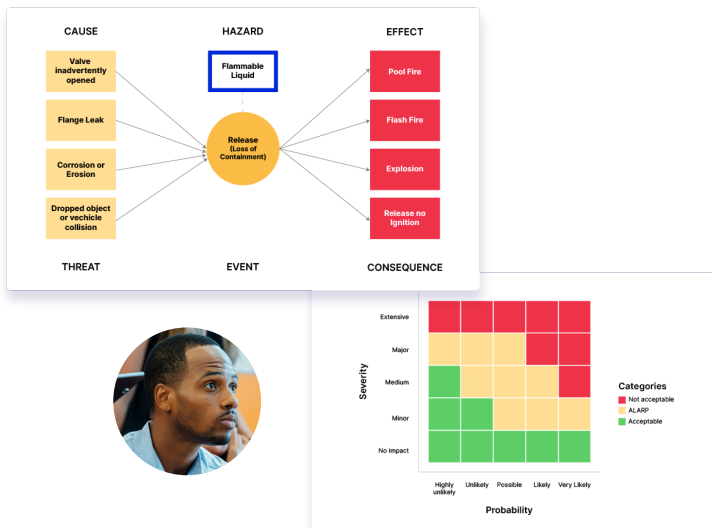 CAUSE
HAZARD
EFFECT
Valve
inadvertently
opened
Flammable
Liquid
Pool Fire
Flange Leak
Release
(Loss of
Containment)
Flash Fire
Corrosion or
Erosion
Explosion
Dropped object
or vechicle
collision
Release no
Ignition
THREAT
EVENT
CONSEQUENCE
Severity
Extensive
Major
Medium
Minor
No impact
Highly
unlikely
Unlikely
Possible
Likely
Very Likely
Probability
Categories
Not acceptable
ALARP
Acceptable